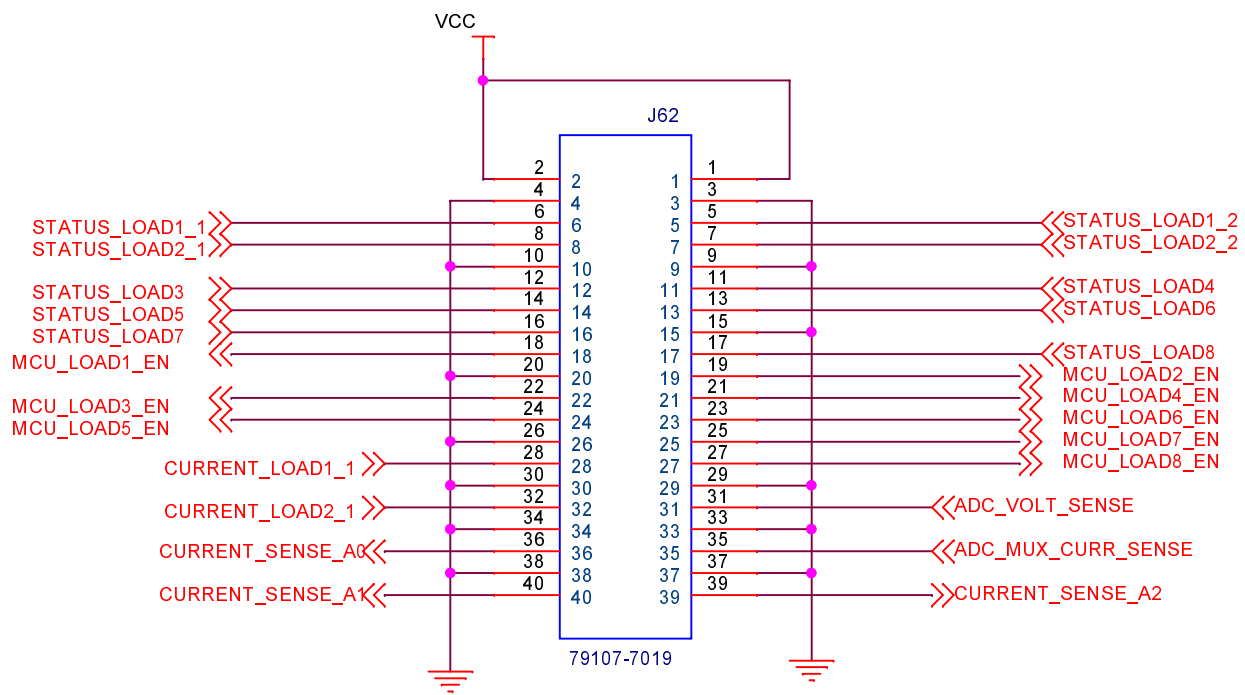 VCC
J62
2 2 1 1
4 4 3 3
STATUS_LOAD1_1 6 6 5 5 STATUS_LOAD1_2
STATUS_LOAD2_1 8 8 7 7 STATUS_LOAD2_2
10 10 9 9
STATUS_LOAD3 12 12 11 11 STATUS_LOAD4
STATUS_LOAD5 14 14 13 13 STATUS_LOAD6
STATUS_LOAD7 16 16 15 15
MCU_LOAD1_EN 18 18 17 17 STATUS_LOAD8
20 20 19 19 MCU_LOAD2_EN
MCU_LOAD3_EN 22 22 21 21 MCU_LOAD4_EN
MCU_LOAD5_EN 24 24 23 23 MCU_LOAD6_EN
26 26 25 25 MCU_LOAD7_EN
CURRENT_LOAD1_1 28 28 27 27 MCU_LOAD8_EN
30 30 29 29
CURRENT_LOAD2_1 32 32 31 31 ADC_VOLT_SENSE
34 34 33 33
CURRENT_SENSE_A0 36 36 35 35 ADC_MUX_CURR_SENSE
38 38 37 37
CURRENT_SENSE_A1 40 40 39 39 CURRENT_SENSE_A2
79107-7019